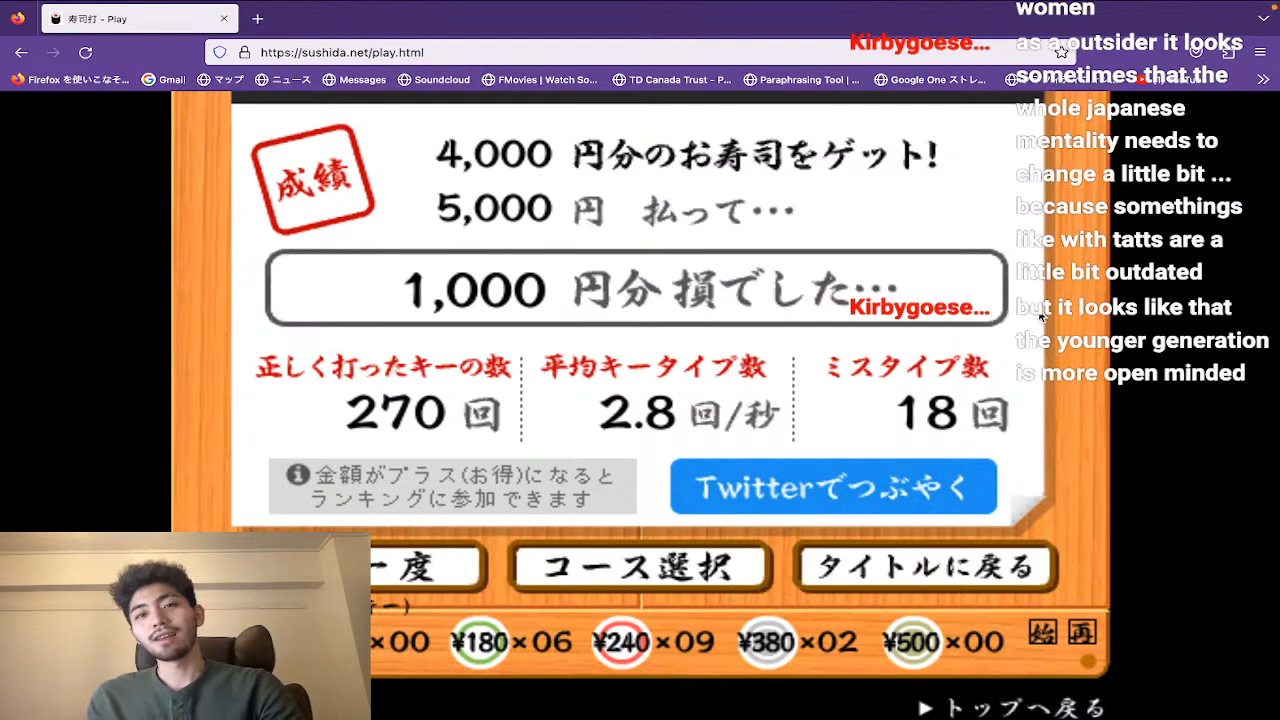 寿司打 - Play
https://sushida.net/play.html
Firefox を使いこなそ…
Gmail
マップ
ニュース
Messages
Soundcloud
FMovies | Watch So...
TD Canada Trust - P...
Paraphrasing Tool |...
Google One ストレ...
women
Kirbygoese...
as a outsider it looks
sometimes that the
whole japanese
mentality needs to
change a little bit ...
because somethings
like with tatts are a
little bit outdated
Kirbygoese...
but it looks like that
the younger generation
is more open minded
成績
4,000 円分のお寿司をゲット!
5,000 円 払って…
1,000 円分 損でした…
正しく打ったキーの数
270 回
平均キータイプ数
2.8 回/秒
ミスタイプ数
18 回
金額がプラス(お得)になると
ランキングに参加できます
Twitterでつぶやく
一度
コース選択
タイトルに戻る
×00
¥180×06
¥240×09
¥380×02
¥500×00
始 再
▶トップへ戻る